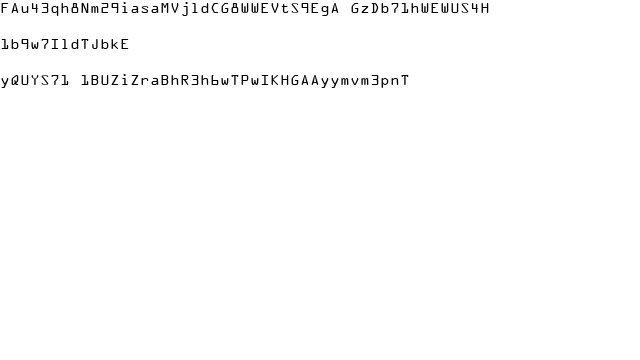 FAu43qh8Nm29iasaMVjldCG8WWEVtS9EgA GzDb71hWEWUS4H
1b9w7IldTJbkE
yQUYS71 1BUZiZraBhR3h6wTPwIKHGAAyymvm3pnT